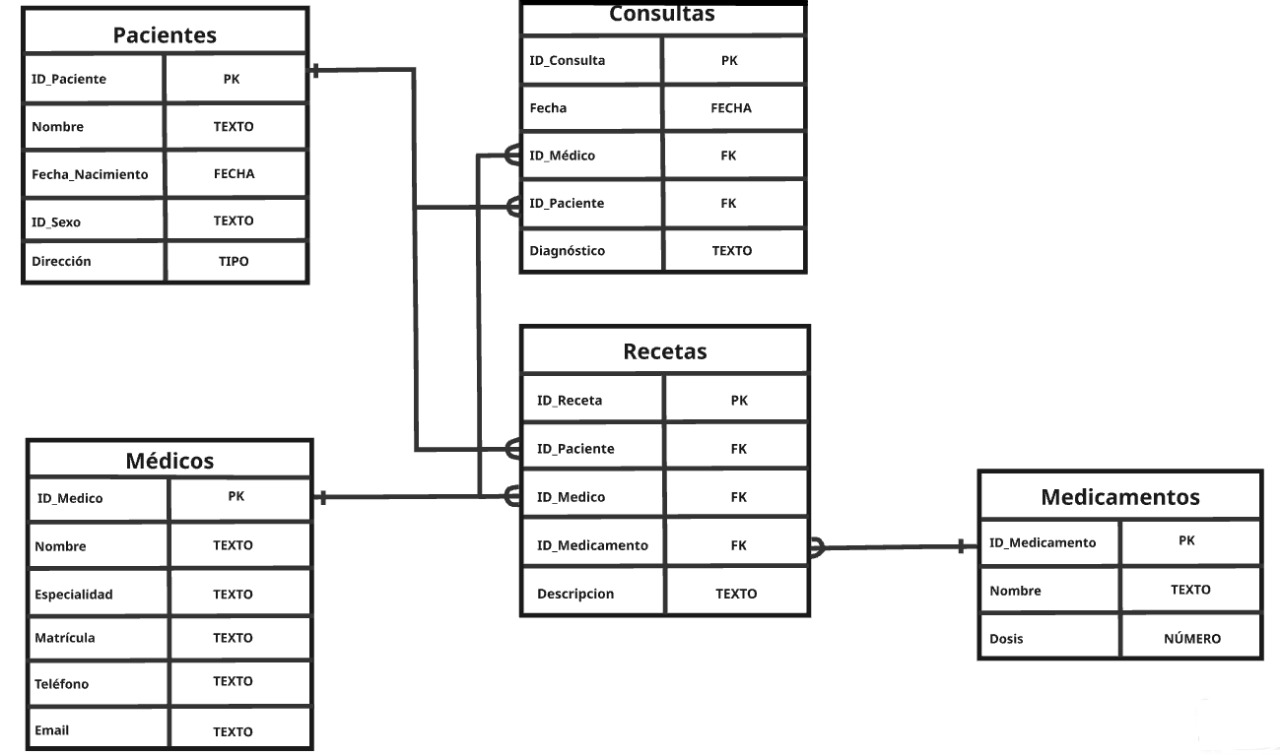 Pacientes
ID_Paciente PK
Nombre TEXTO
Fecha_Nacimiento FECHA
ID_Sexo TEXTO
Dirección TIPO
Consultas
ID_Consulta PK
Fecha FECHA
ID_Médico FK
ID_Paciente FK
Diagnóstico TEXTO
Recetas
ID_Receta PK
ID_Paciente FK
ID_Medico FK
ID_Medicamento FK
Descripcion TEXTO
Médicos
ID_Medico PK
Nombre TEXTO
Especialidad TEXTO
Matrícula TEXTO
Teléfono TEXTO
Email TEXTO
Medicamentos
ID_Medicamento PK
Nombre TEXTO
Dosis NÚMERO